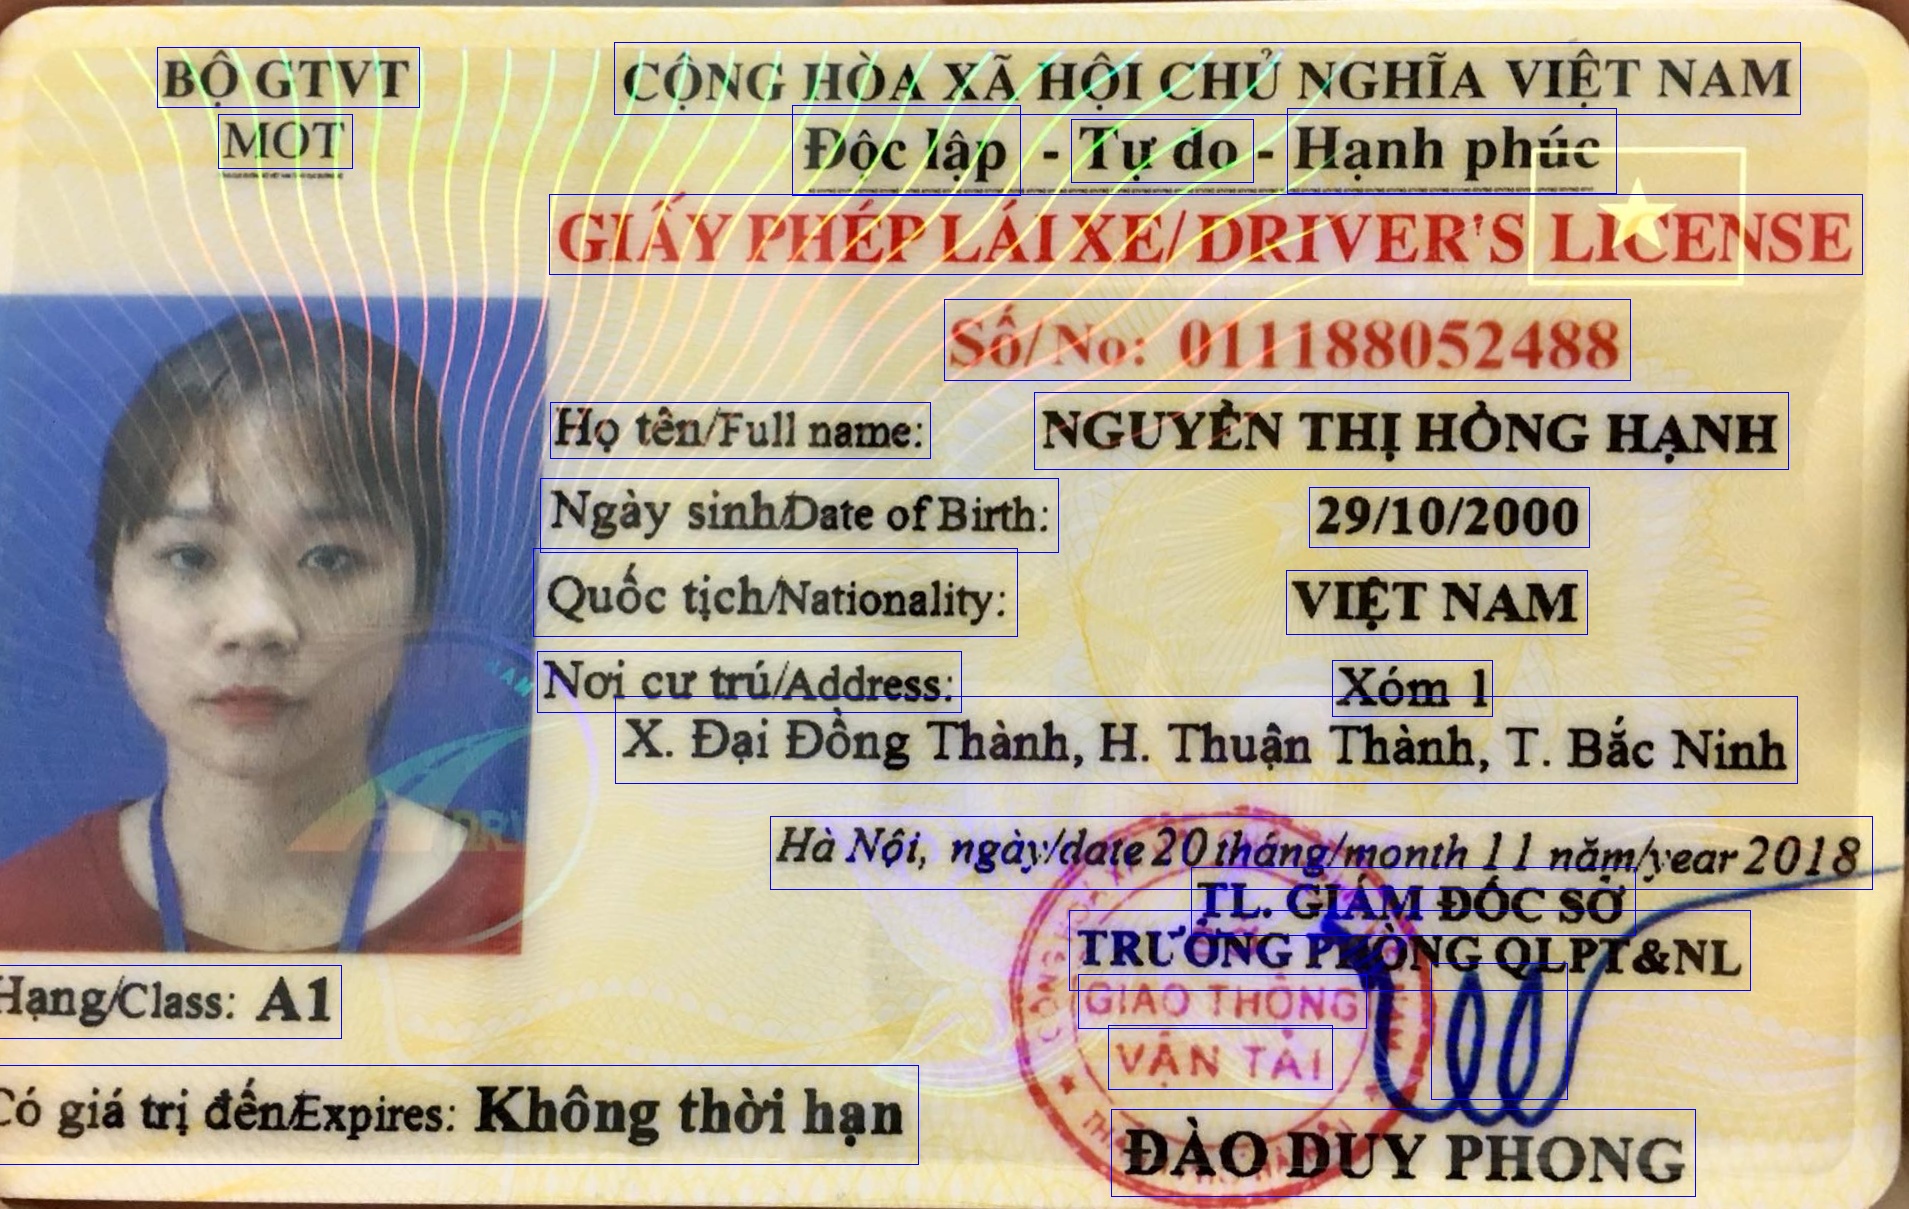 BỘ GTVT
MOT
CỘNG HÒA XÃ HỘI CHỦ NGHĨA VIỆT NAM
Độc lập - Tự do - Hạnh phúc
GIẤY PHÉP LÁI XE/ DRIVER'S LICENSE
Số/ No: 011188052488
Họ tên/Full name: NGUYỄN THỊ HỒNG HẠNH
Ngày sinh/Date of Birth: 29/10/2000
Quốc tịch/Nationality: VIỆT NAM
Nơi cư trú/Address: Xóm 1
X. Đại Đồng Thành, H. Thuận Thành, T. Bắc Ninh
Hà Nội, ngày/date 20 tháng/month 11 năm/year 2018
TL. GIÁM ĐỐC SỞ
TRƯỞNG PHÒNG QLPT&NL
GIAO THÔNG
VẬN TẢI
Hạng/Class: A1
Có giá trị đến/Expires: Không thời hạn
ĐÀO DUY PHONG